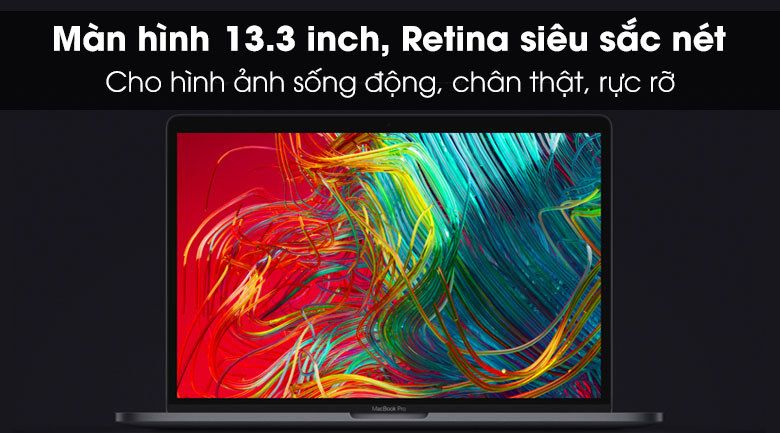 Màn hình 13.3 inch, Retina siêu sắc nét
Cho hình ảnh sống động, chân thật, rực rỡ
MacBook Pro